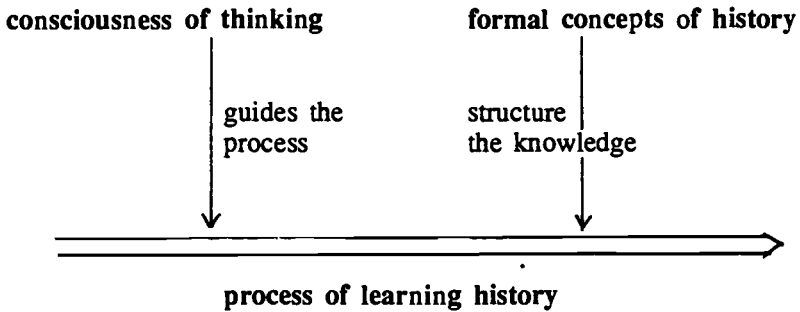 consciousness of thinking
formal concepts of history
guides the
process
structure
the knowledge
process of learning history